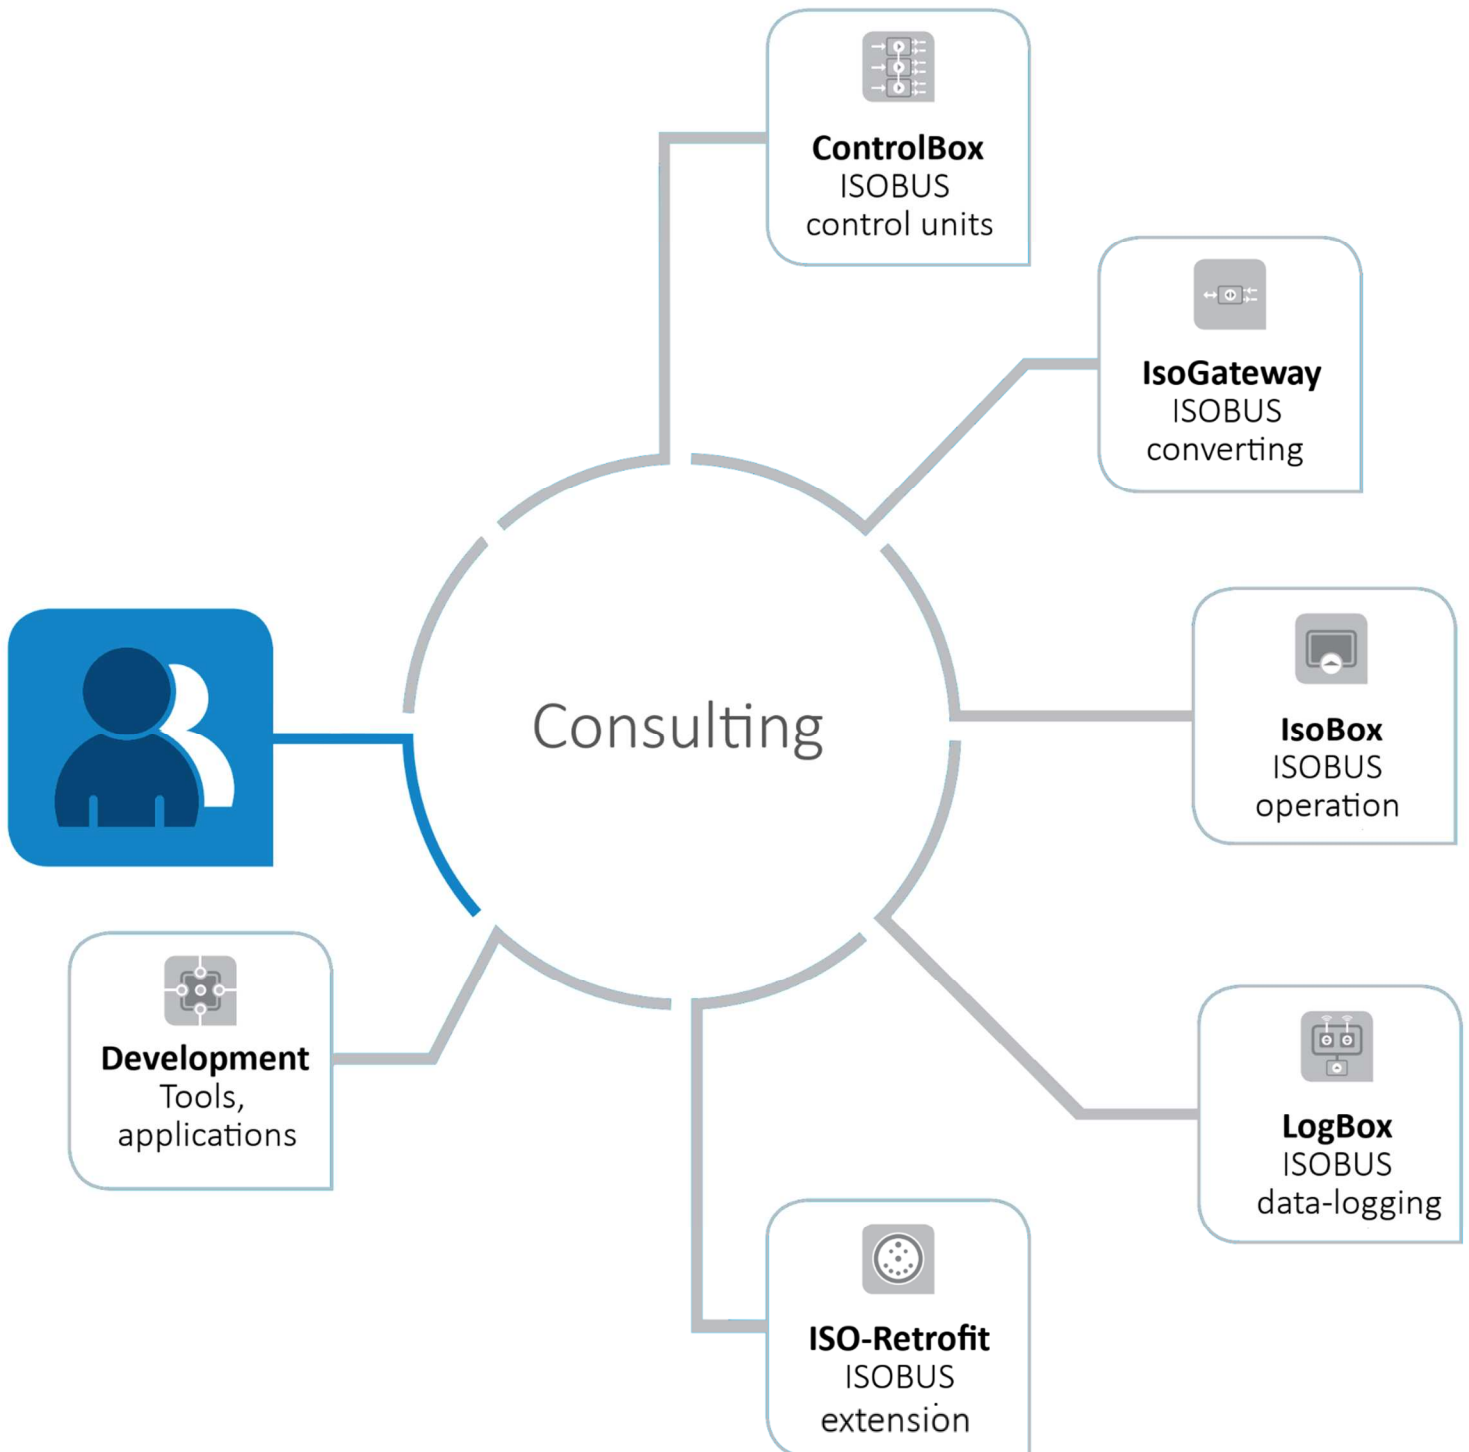 ControlBox
ISOBUS
control units
IsoGateway
ISOBUS
converting
Consulting
IsoBox
ISOBUS
operation
Development
Tools,
applications
LogBox
ISOBUS
data-logging
ISO-Retrofit
ISOBUS
extension